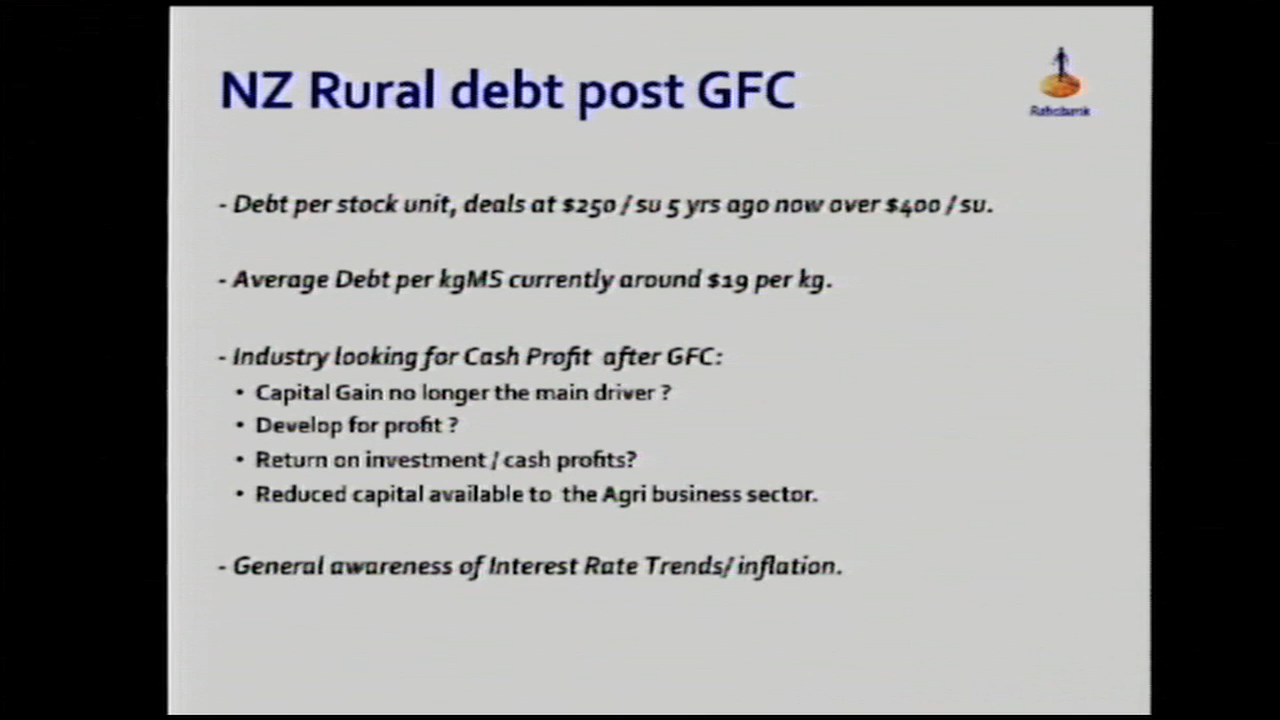 NZ Rural debt post GFC
Rabobank
- Debt per stock unit, deals at $250 / su 5 yrs ago now over $400 / su.
- Average Debt per kgMS currently around $19 per kg.
- Industry looking for Cash Profit after GFC:
• Capital Gain no longer the main driver ?
• Develop for profit ?
• Return on investment / cash profits?
• Reduced capital available to the Agri business sector.
- General awareness of Interest Rate Trends/ inflation.